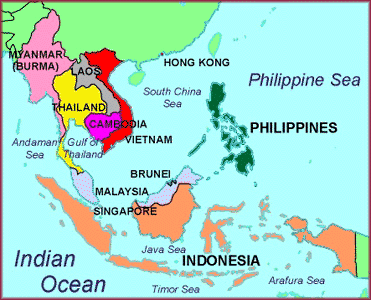 MYANMAR
(BURMA)
LAOS
HONG KONG
Philippine Sea
South China
Sea
THAILAND
CAMBODIA
PHILIPPINES
Andaman
Sea
Gulf of
Thailand
VIETNAM
BRUNEI
MALAYSIA
SINGAPORE
Java Sea
INDONESIA
Indian
Ocean
Timor Sea
Arafura Sea